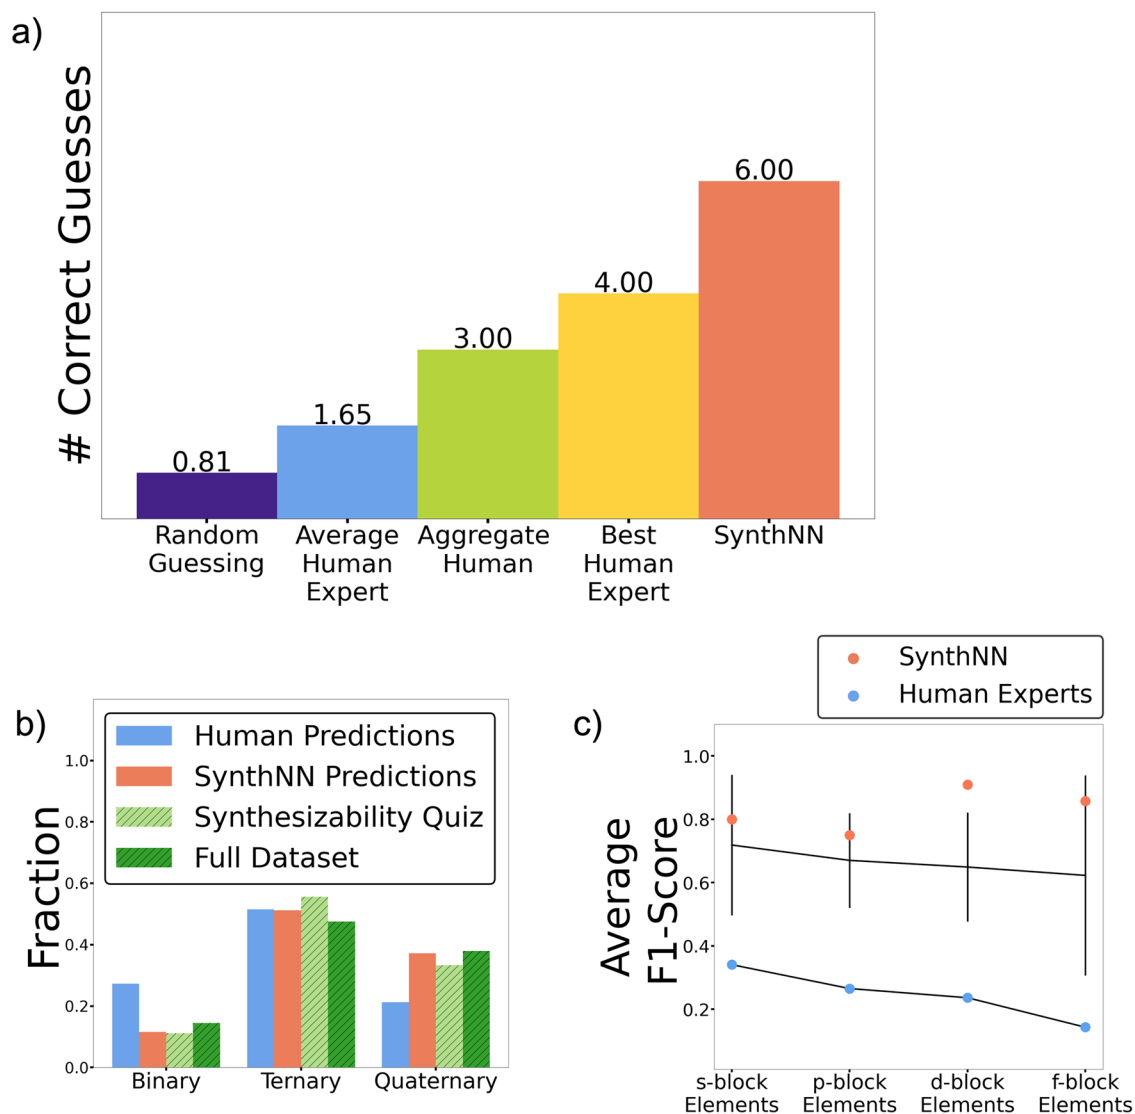 a)
# Correct Guesses
0.81
1.65
3.00
4.00
6.00
Random
Guessing
Average
Human
Expert
Aggregate
Human
Best
Human
Expert
SynthNN
b)
Fraction
1.0
0.8
0.6
0.4
0.2
0.0
Human Predictions
SynthNN Predictions
Synthesizability Quiz
Full Dataset
Binary
Ternary
Quaternary
c)
SynthNN
Human Experts
Average
F1-Score
1.0
0.8
0.6
0.4
0.2
s-block
Elements
p-block
Elements
d-block
Elements
f-block
Elements